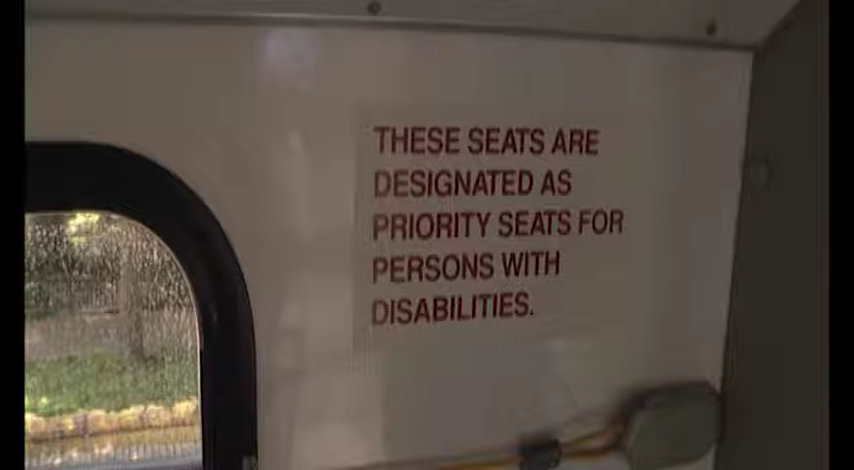 THESE SEATS ARE
DESIGNATED AS
PRIORITY SEATS FOR
PERSONS WITH
DISABILITIES.